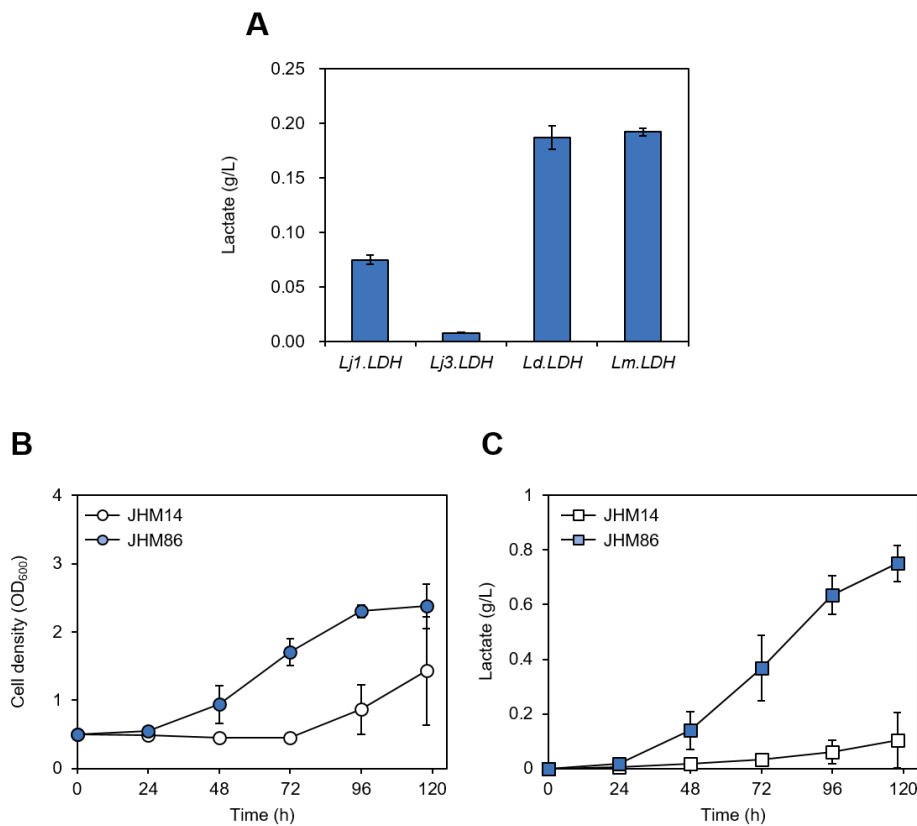 A
0.25
0.20
0.15
0.10
0.05
0.00
Lactate (g/L)
Lj1.LDH Lj3.LDH Ld.LDH Lm.LDH
B
4
3
2
1
0
Cell density (OD600)
JHM14
JHM86
0 24 48 72 96 120
Time (h)
C
1
0.8
0.6
0.4
0.2
0
Lactate (g/L)
JHM14
JHM86
0 24 48 72 96 120
Time (h)